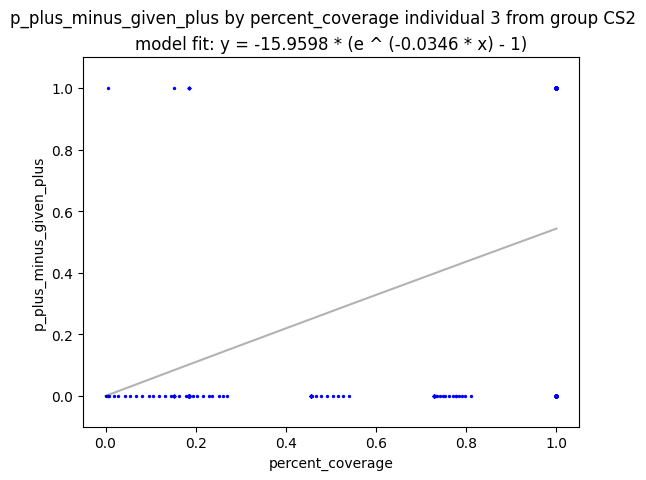 p_plus_minus_given_plus by percent_coverage individual 3 from group CS2
model fit: y = -15.9598 * (e ^ (-0.0346 * x) - 1)
1.0
0.8
0.6
0.4
0.2
0.0
p_plus_minus_given_plus
0.0 0.2 0.4 0.6 0.8 1.0
percent_coverage